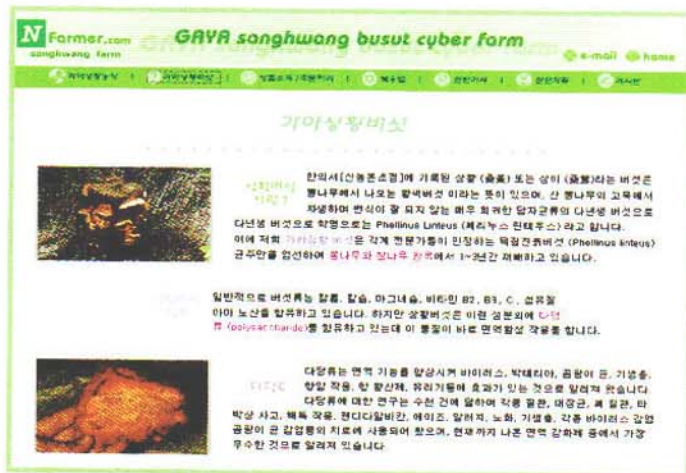 N Farmer.com
sanghwang farm
GAYA sanghwang busut cyber farm
e-mail home
가야상황버섯
한의서[신농본초경]에 기록된 상황 (桑黃) 또는 상이 (桑耳)라는 버섯은
뽕나무에서 나오는 황색버섯 이라는 뜻이 있으며, 산 뽕나무의 고목에서
자생하며 번식이 잘 되지 않는 매우 희귀한 담자균류의 다년생 버섯으로
다년생 버섯으로 학명으로는 Phellinus Linteus (페리누스 린테우스) 라고 합니다.
이에 저희 가야상황버섯은 각계 전문가들이 인정하는 목질진흙버섯 (Phellinus linteus)
균주만을 엄선하여 뽕나무와 참나무 원목에서 1~3년간 재배하고 있습니다.
일반적으로 버섯류는 칼륨, 칼슘, 마그네슘, 비타민 B2, B3, C, 섬유질
아미 노산을 함유하고 있습니다. 하지만 상황버섯은 이런 성분외에 다당
류 (polysaccharide)를 함유하고 있는데 이 물질이 바로 면역활성 작용을 합니다.
다당류
다당류는 면역 기능을 향상시켜 바이러스, 박테리아, 곰팡이 균, 기생충,
항암 작용, 항 항산제, 유리기등에 효과가 있는 것으로 알려져 왔습니다.
다당류에 대한 연구는 수천 건에 달하며 각종 질환, 대장균, 폐 질환, 타
박상 사고, 해독 작용, 캔디다알비칸, 에이즈, 알러지, 노화, 기생충, 각종 바이러스 감염
곰팡이 균 감염등의 치료에 사용되어 왔으며, 현재까지 나온 면역 강화제 중에서 가장
우수한 것으로 알려져 있습니다